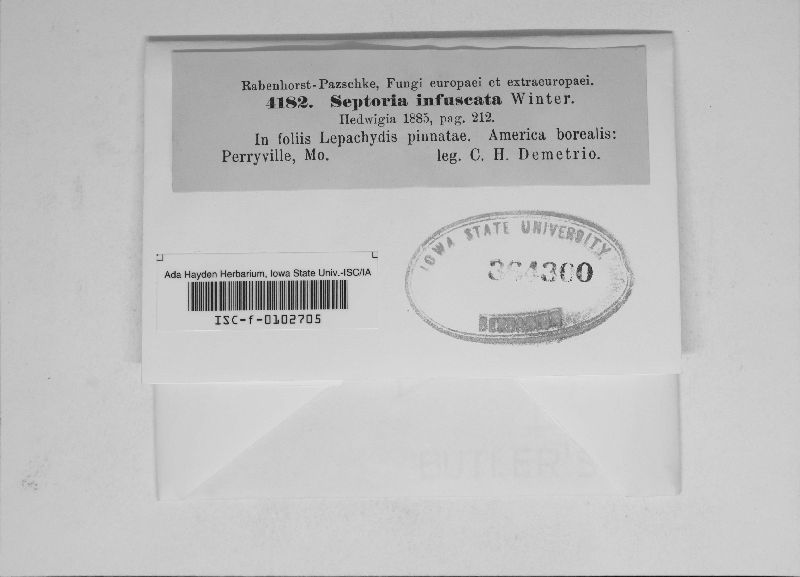 Rabenhorst-Pazschke, Fungi europaei et extraeuropaei.
4182. Septoria infuscata Winter.
Hedwigia 1885, pag. 212.
In foliis Lepachydis pinnatae. America borealis:
Perryville, Mo. leg. C. H. Demetrio.
IOWA STATE UNIVERSITY
364300
Ada Hayden Herbarium, Iowa State Univ.-ISC/IA
ISC-f-0102705
BUTLER'S